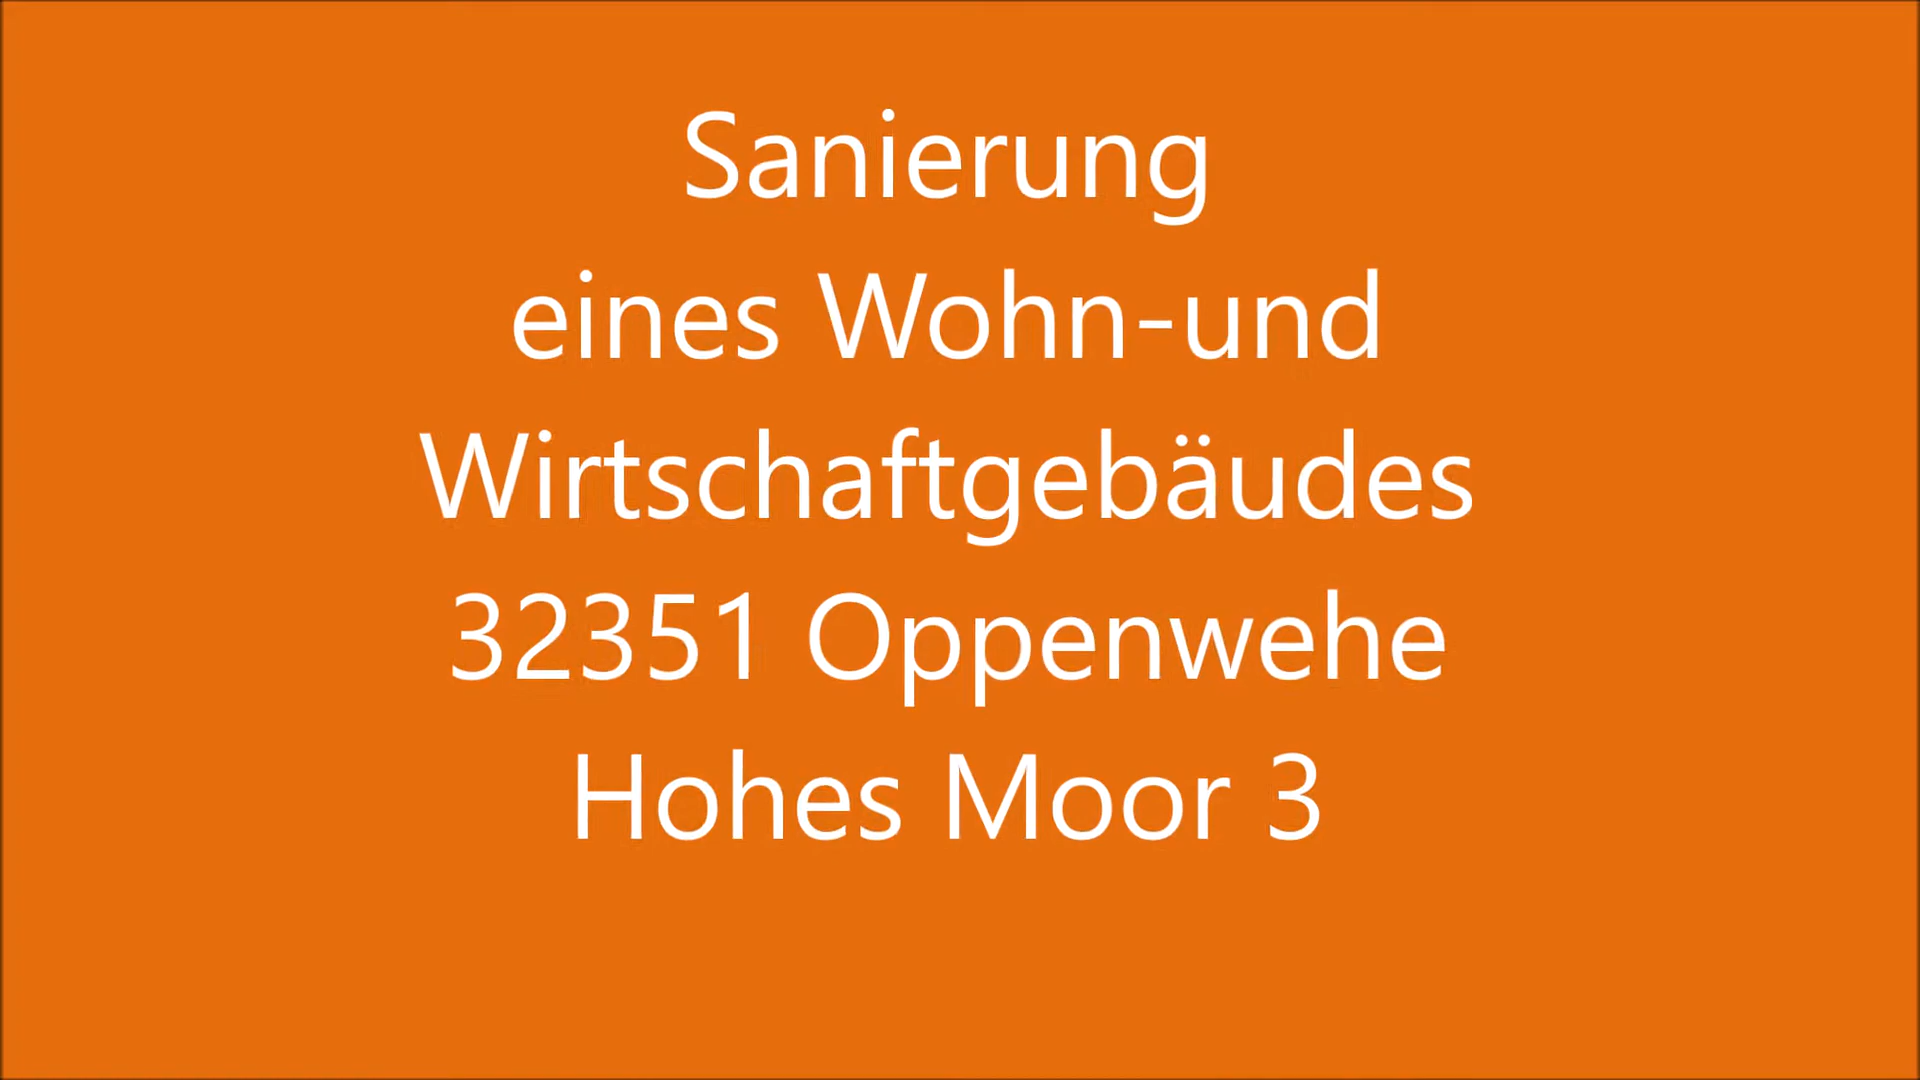 Sanierung
eines Wohn-und
Wirtschaftgebäudes
32351 Oppenwehe
Hohes Moor 3